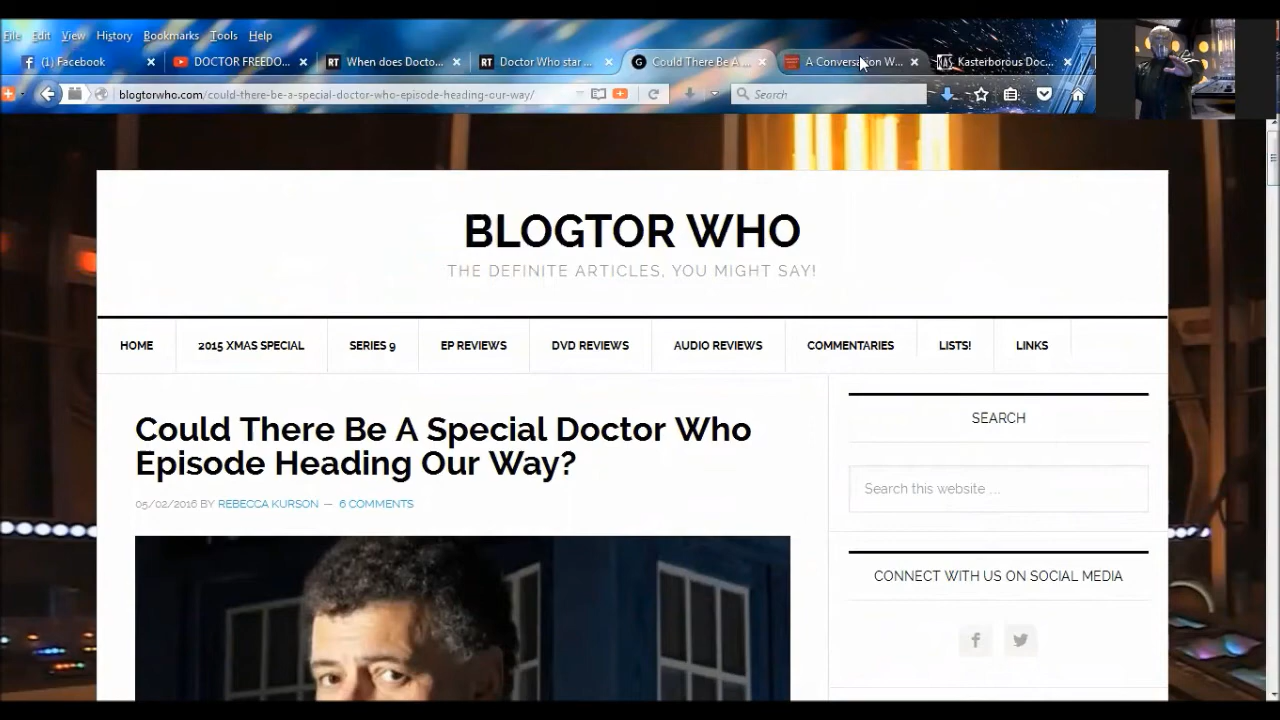 File Edit View History Bookmarks Tools Help
(1) Facebook
DOCTOR FREEDO...
RT When does Docto...
RT Doctor Who star ...
G Could There Be A ...
A Conversation W...
KAS Kasterborous Doc...
blogtorwho.com/could-there-be-a-special-doctor-who-episode-heading-our-way/
Search
BLOGTOR WHO
THE DEFINITE ARTICLES, YOU MIGHT SAY!
HOME 2015 XMAS SPECIAL SERIES 9 EP REVIEWS DVD REVIEWS AUDIO REVIEWS COMMENTARIES LISTS! LINKS
Could There Be A Special Doctor Who
Episode Heading Our Way?
05/02/2016 BY REBECCA KURSON — 6 COMMENTS
SEARCH
Search this website ...
CONNECT WITH US ON SOCIAL MEDIA